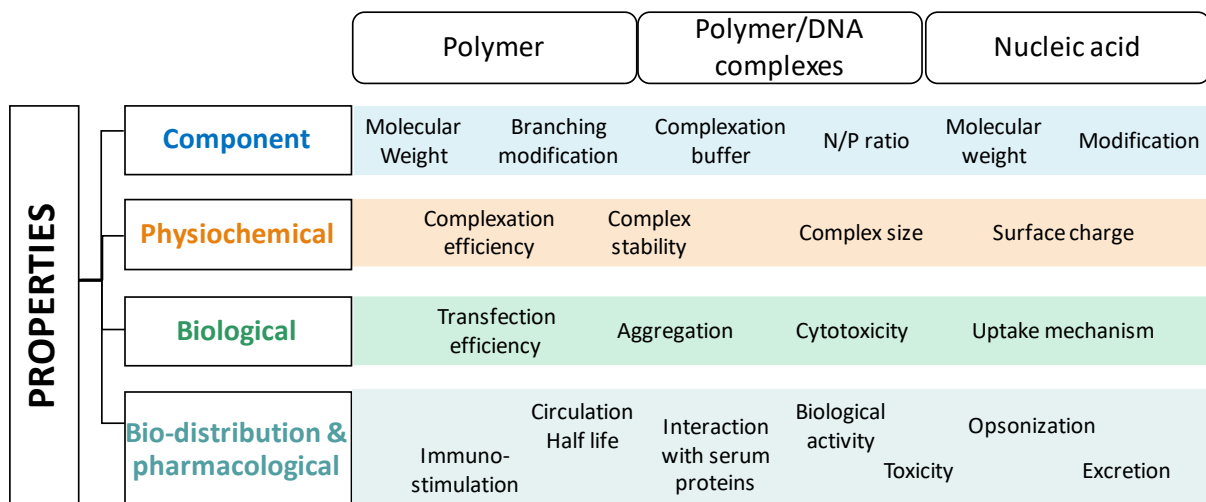 Polymer
Polymer/DNA
complexes
Nucleic acid
PROPERTIES
Component
Molecular
Weight
Branching
modification
Complexation
buffer
N/P ratio
Molecular
weight
Modification
Physiochemical
Complexation
efficiency
Complex
stability
Complex size
Surface charge
Biological
Transfection
efficiency
Aggregation
Cytotoxicity
Uptake mechanism
Bio-distribution &
pharmacological
Immuno-
stimulation
Circulation
Half life
Interaction
with serum
proteins
Biological
activity
Toxicity
Opsonization
Excretion